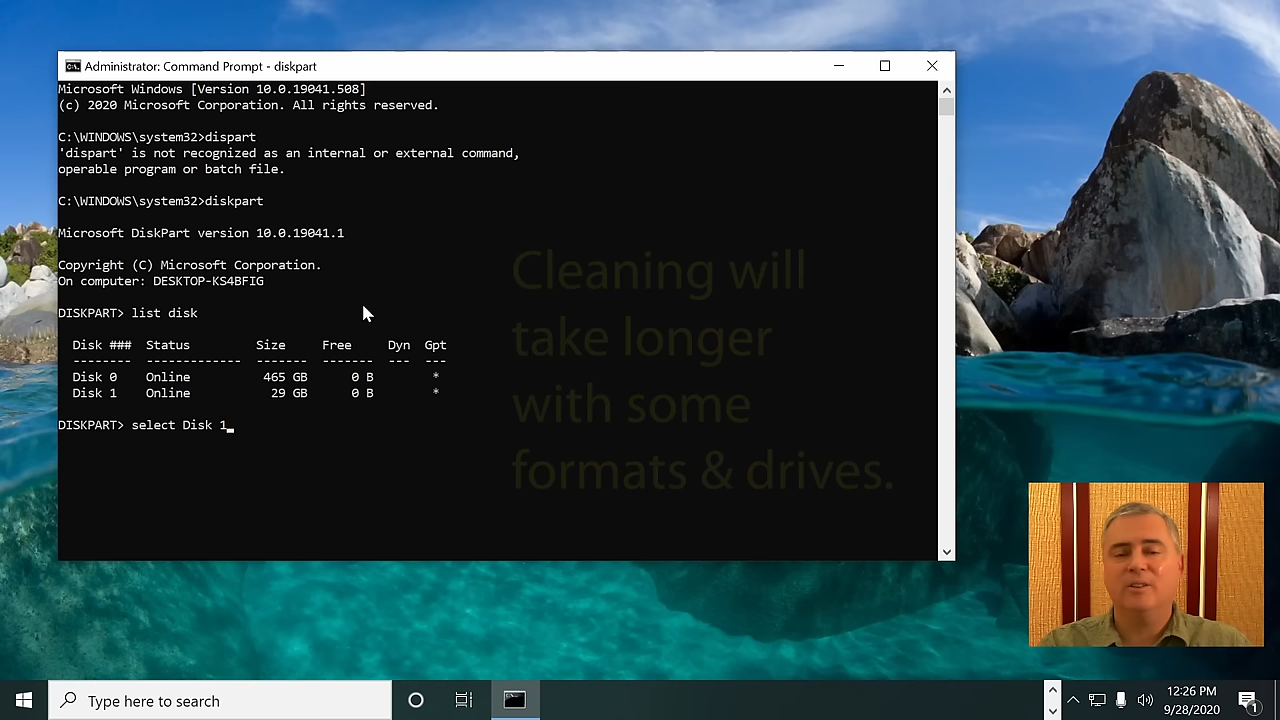 Administrator: Command Prompt - diskpart
Microsoft Windows [Version 10.0.19041.508]
(c) 2020 Microsoft Corporation. All rights reserved.
C:\WINDOWS\system32>dispart
'dispart' is not recognized as an internal or external command,
operable program or batch file.
C:\WINDOWS\system32>diskpart
Microsoft DiskPart version 10.0.19041.1
Copyright (C) Microsoft Corporation.
On computer: DESKTOP-KS4BFIG
DISKPART> list disk
Disk ### Status Size Free Dyn Gpt
-------- ------------- ------- ------- --- ---
Disk 0 Online 465 GB 0 B *
Disk 1 Online 29 GB 0 B *
DISKPART> select Disk 1_
Cleaning will
take longer
with some
formats & drives.
Type here to search
12:26 PM
9/28/2020
1